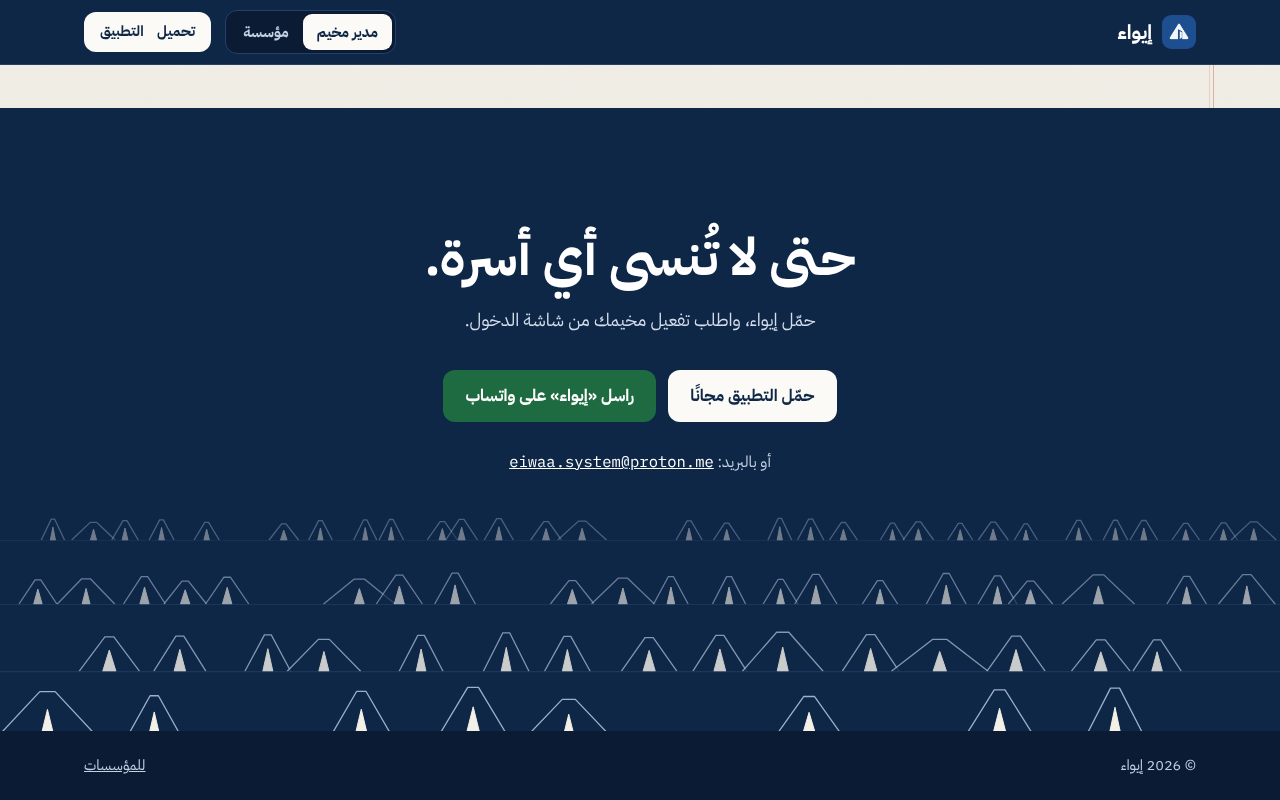 إيواء
مدير مخيم
مؤسسة
تحميل التطبيق
حتى لا تُنسى أي أسرة.
حمّل إيواء، واطلب تفعيل مخيمك من شاشة الدخول.
حمّل التطبيق مجانًا
راسل «إيواء» على واتساب
أو بالبريد: eiwaa.system@proton.me
© 2026 إيواء
للمؤسسات